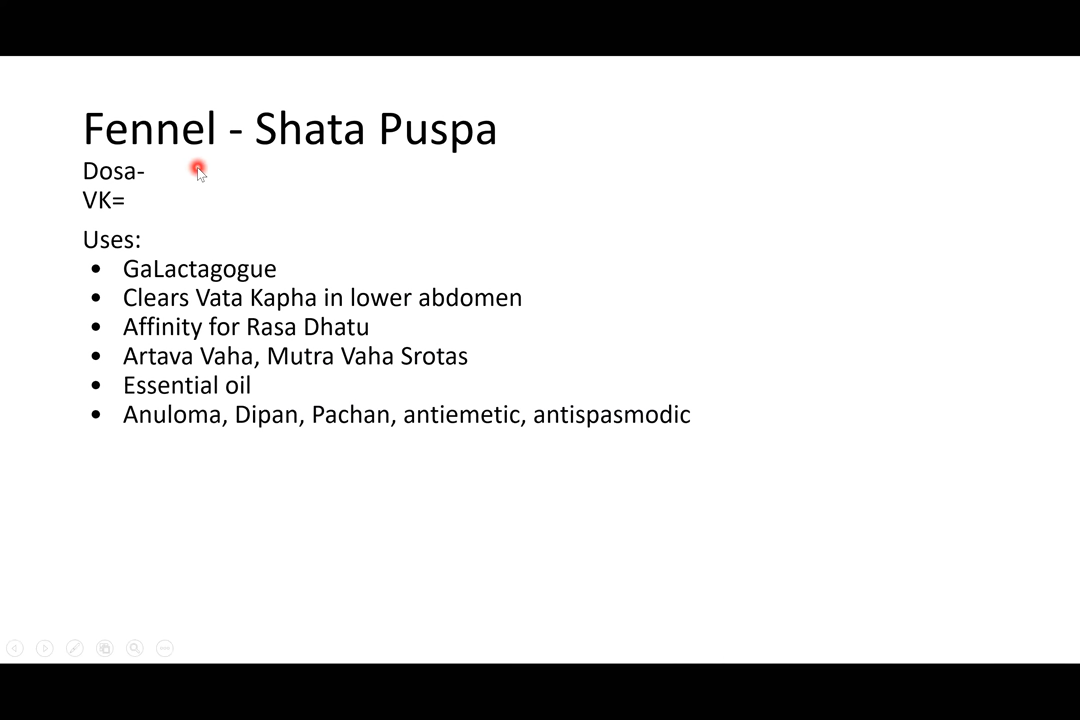 Fennel - Shata Puspa
Dosa-
VK=
Uses:
• GaLactagogue
• Clears Vata Kapha in lower abdomen
• Affinity for Rasa Dhatu
• Artava Vaha, Mutra Vaha Srotas
• Essential oil
• Anuloma, Dipan, Pachan, antiemetic, antispasmodic